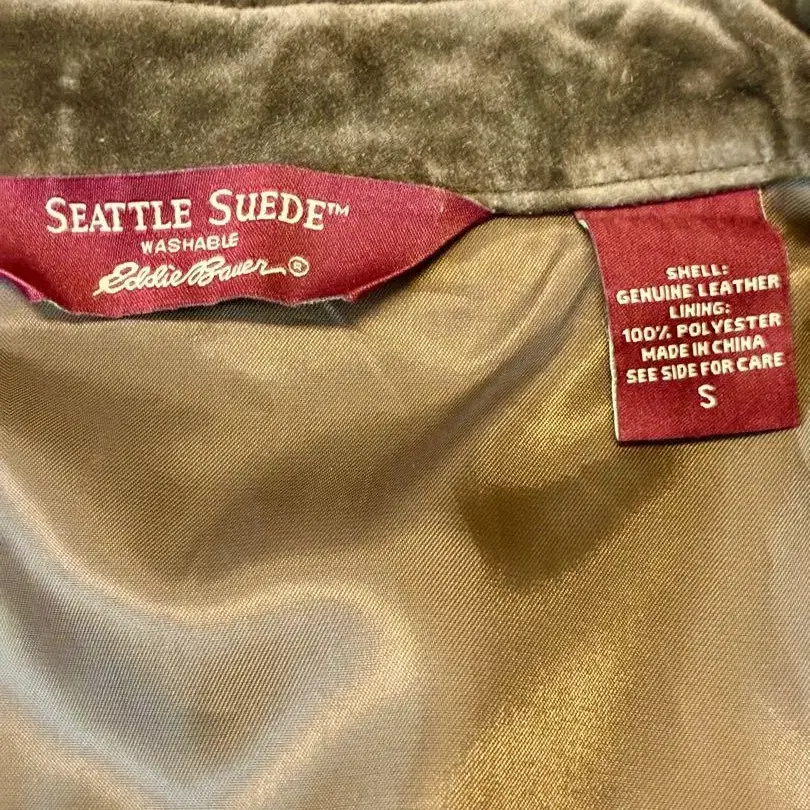 SEATTLE SUEDE™
WASHABLE
Eddie Bauer®
SHELL:
GENUINE LEATHER
LINING:
100% POLYESTER
MADE IN CHINA
SEE SIDE FOR CARE
S